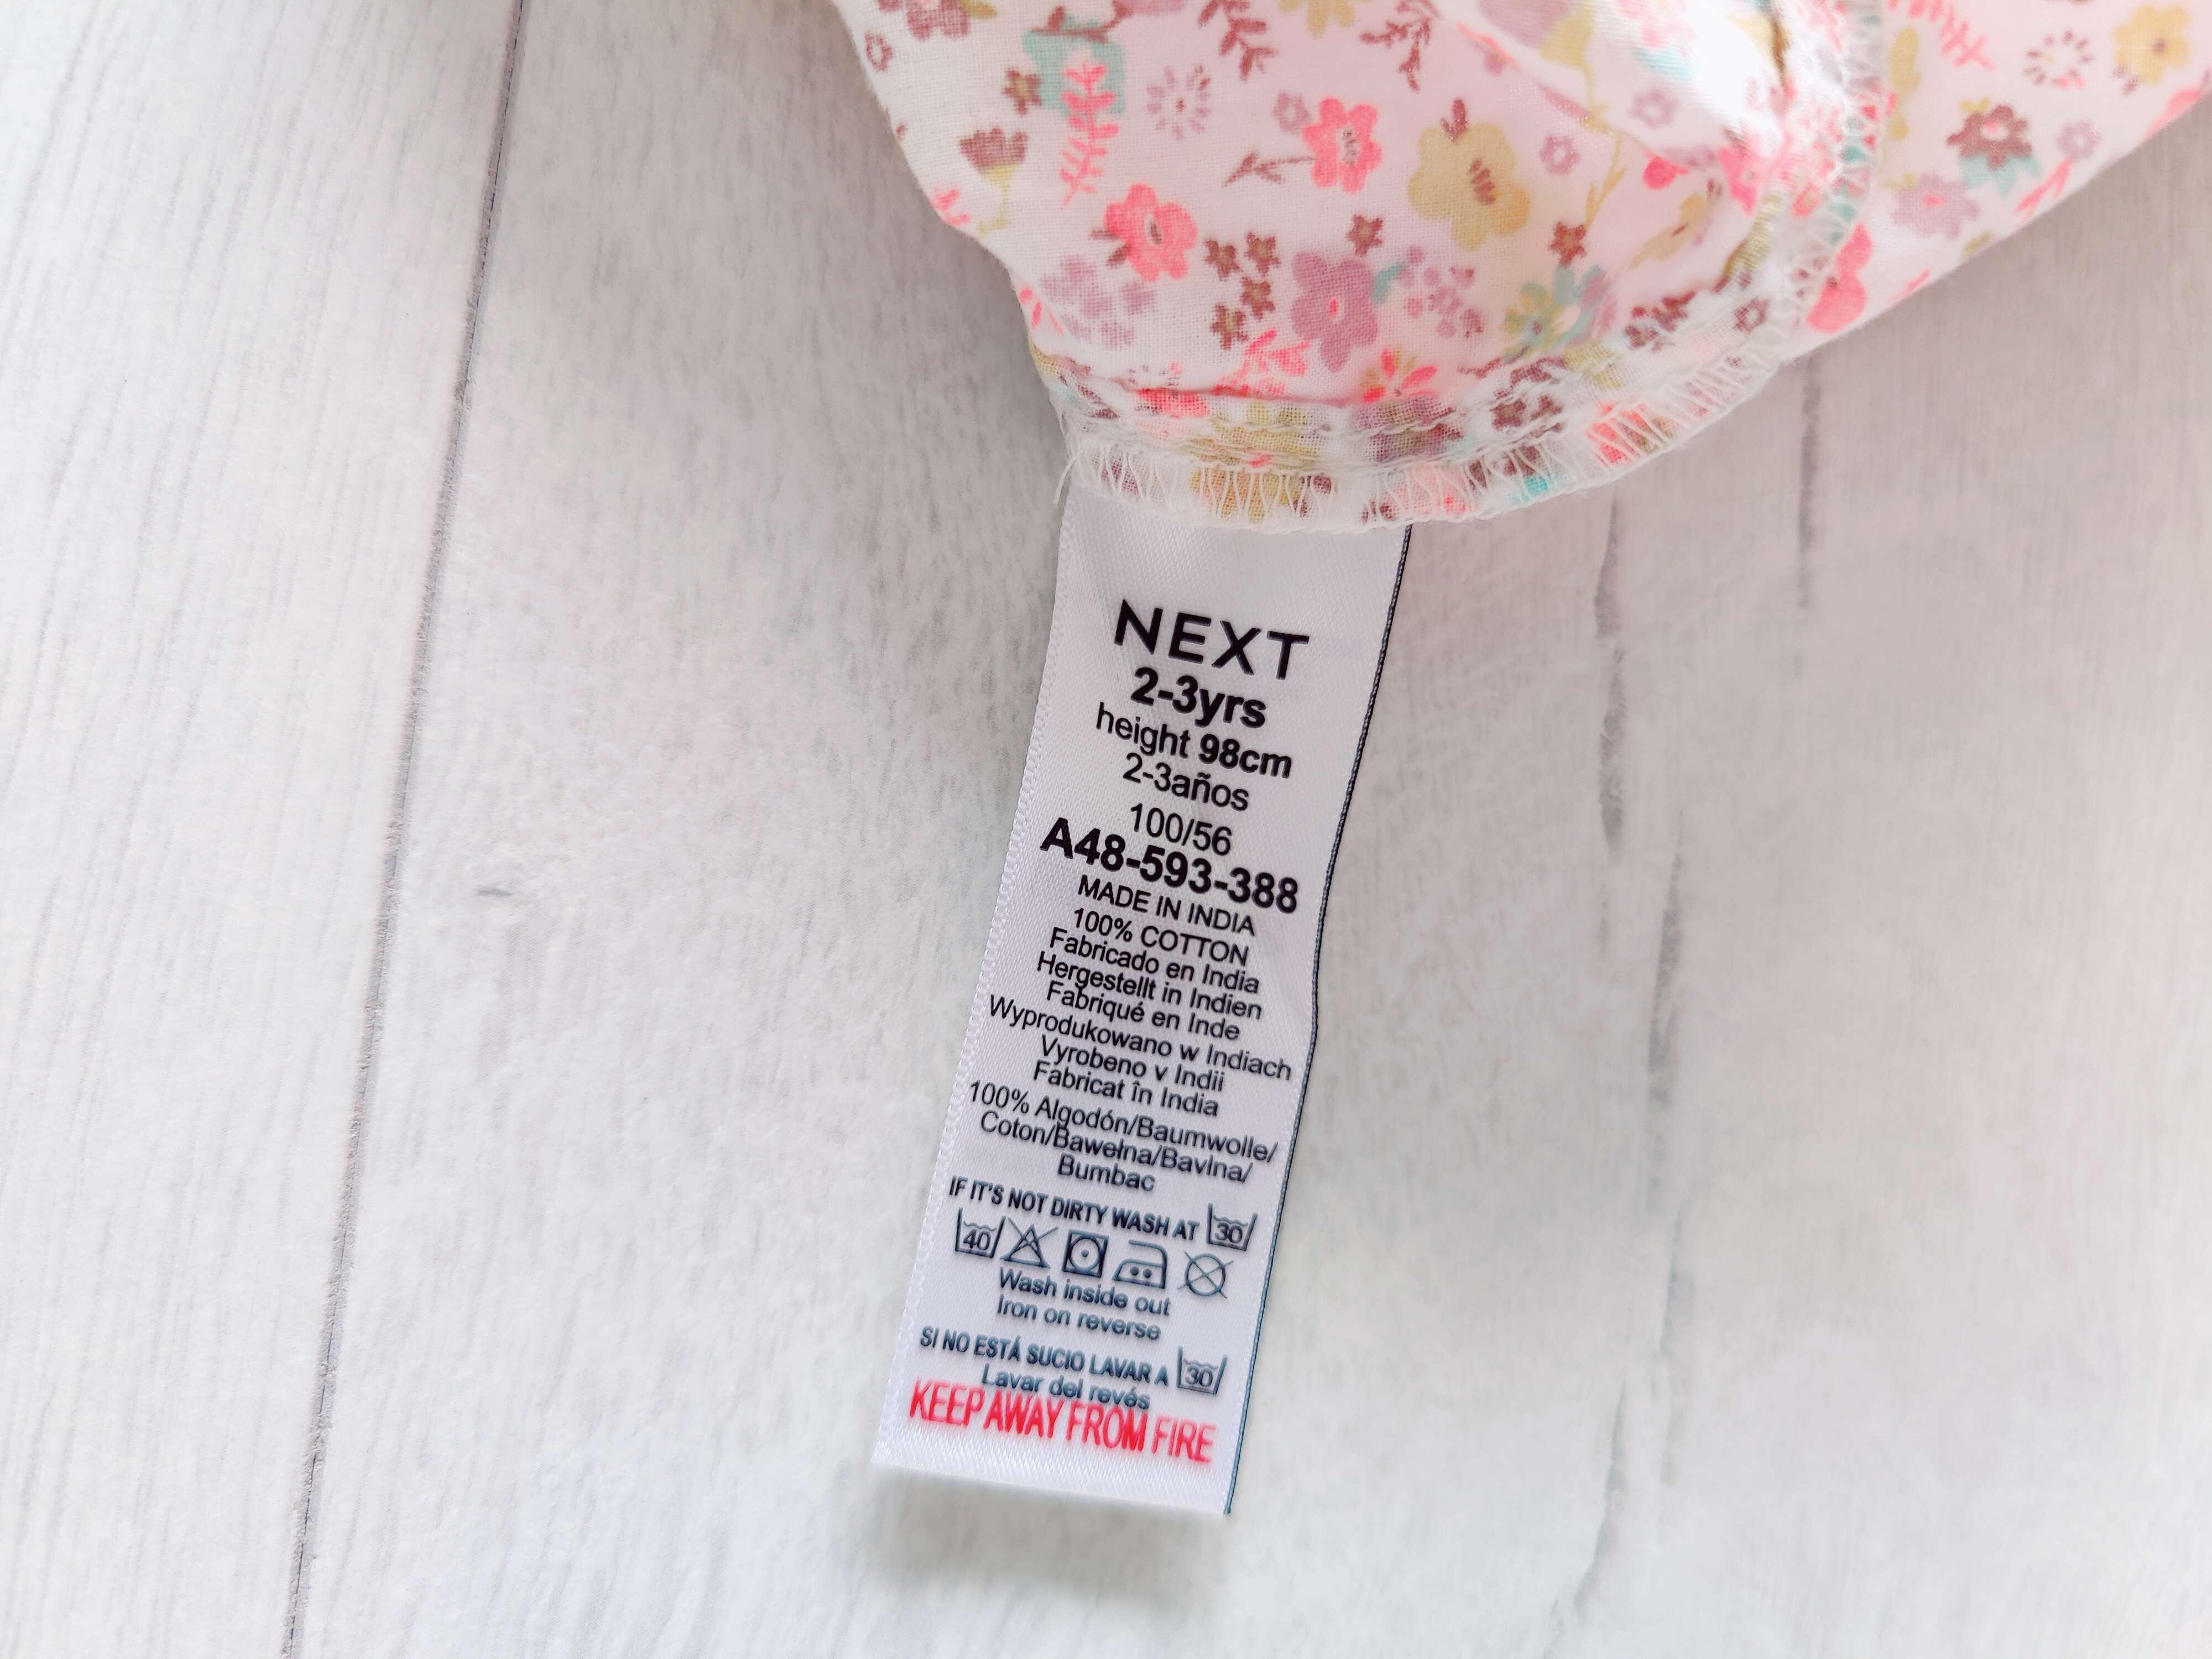 NEXT
2-3yrs
height 98cm
2-3años
100/56
A48-593-388
MADE IN INDIA
100% COTTON
Fabricado en India
Hergestellt in Indien
Fabriqué en Inde
Wyprodukowano w Indiach
Vyrobeno v Indii
Fabricat în India
100% Algodón/Baumwolle/
Coton/Bawełna/Bavlna/
Bumbac
IF IT'S NOT DIRTY WASH AT 30
40
Wash inside out
Iron on reverse
SI NO ESTÁ SUCIO LAVAR A 30
Lavar del revés
KEEP AWAY FROM FIRE